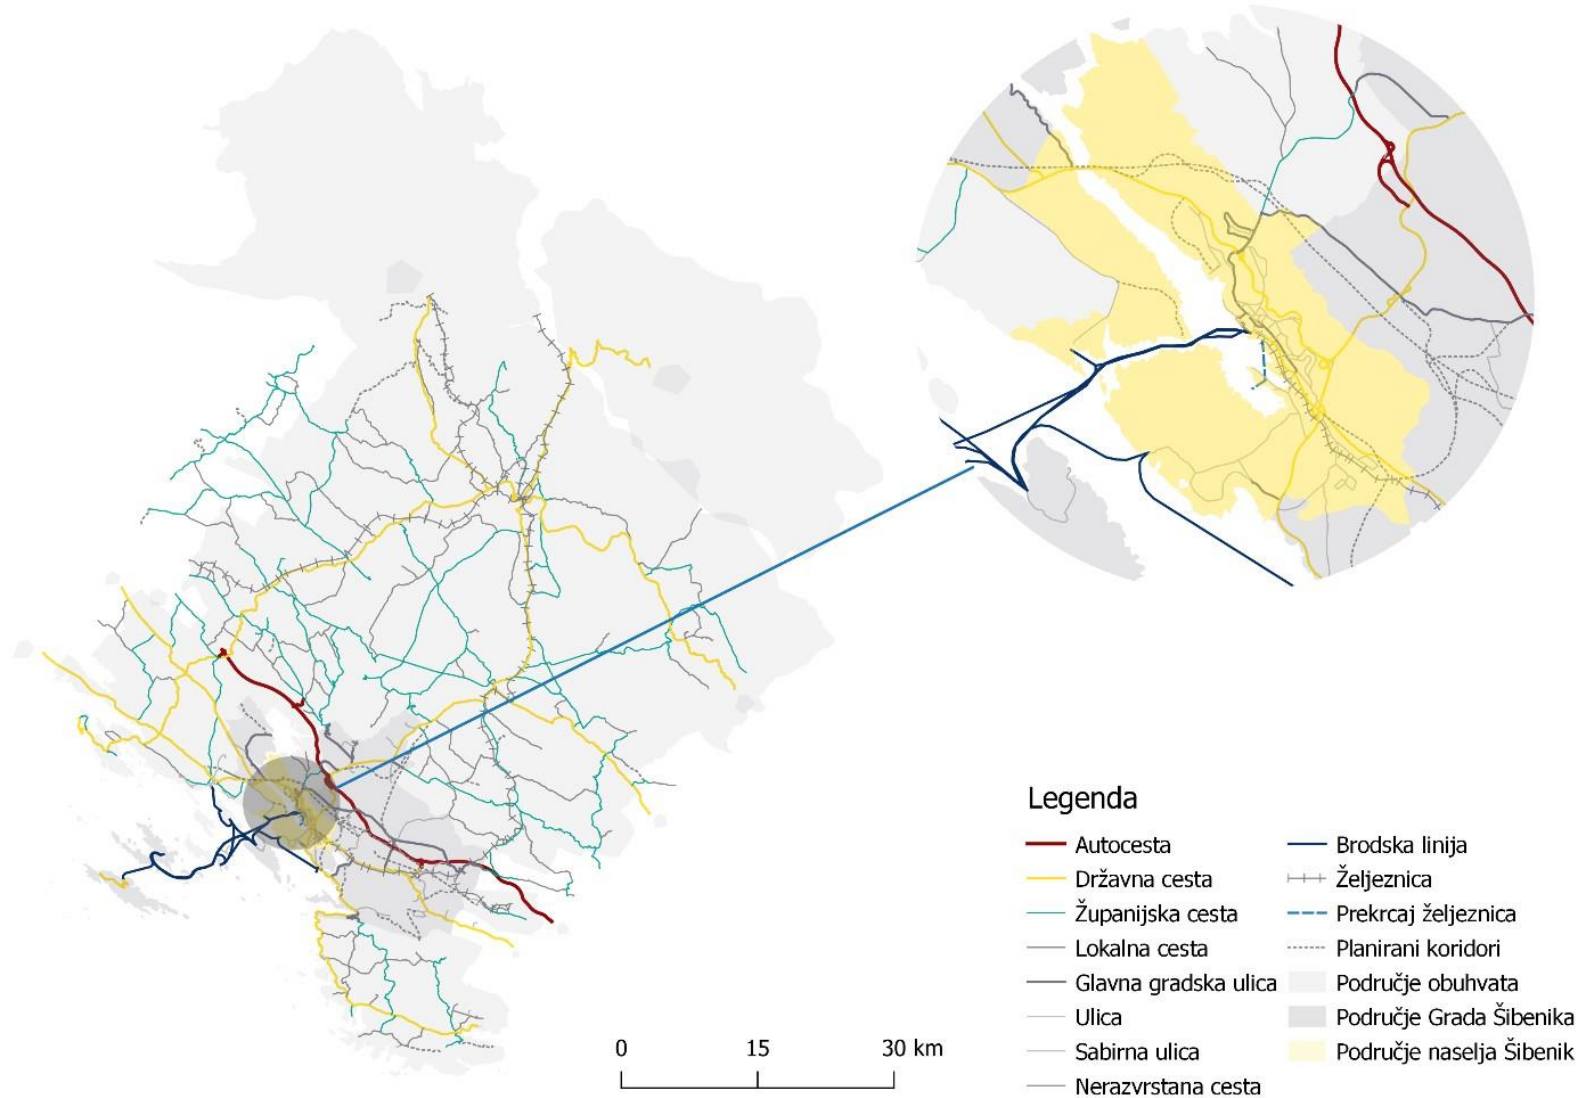 Legenda
Autocesta
Državna cesta
Županijska cesta
Lokalna cesta
Glavna gradska ulica
Ulica
Sabirna ulica
Nerazvrstana cesta
Brodska linija
Željeznica
Prekrcaj željeznica
Planirani koridori
Područje obuhvata
Područje Grada Šibenika
Područje naselja Šibenik
0 15 30 km